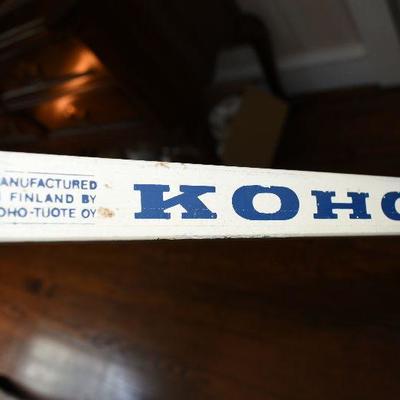 ANUFACTURED
FINLAND BY
OHO-TUOTE OY
KOHO